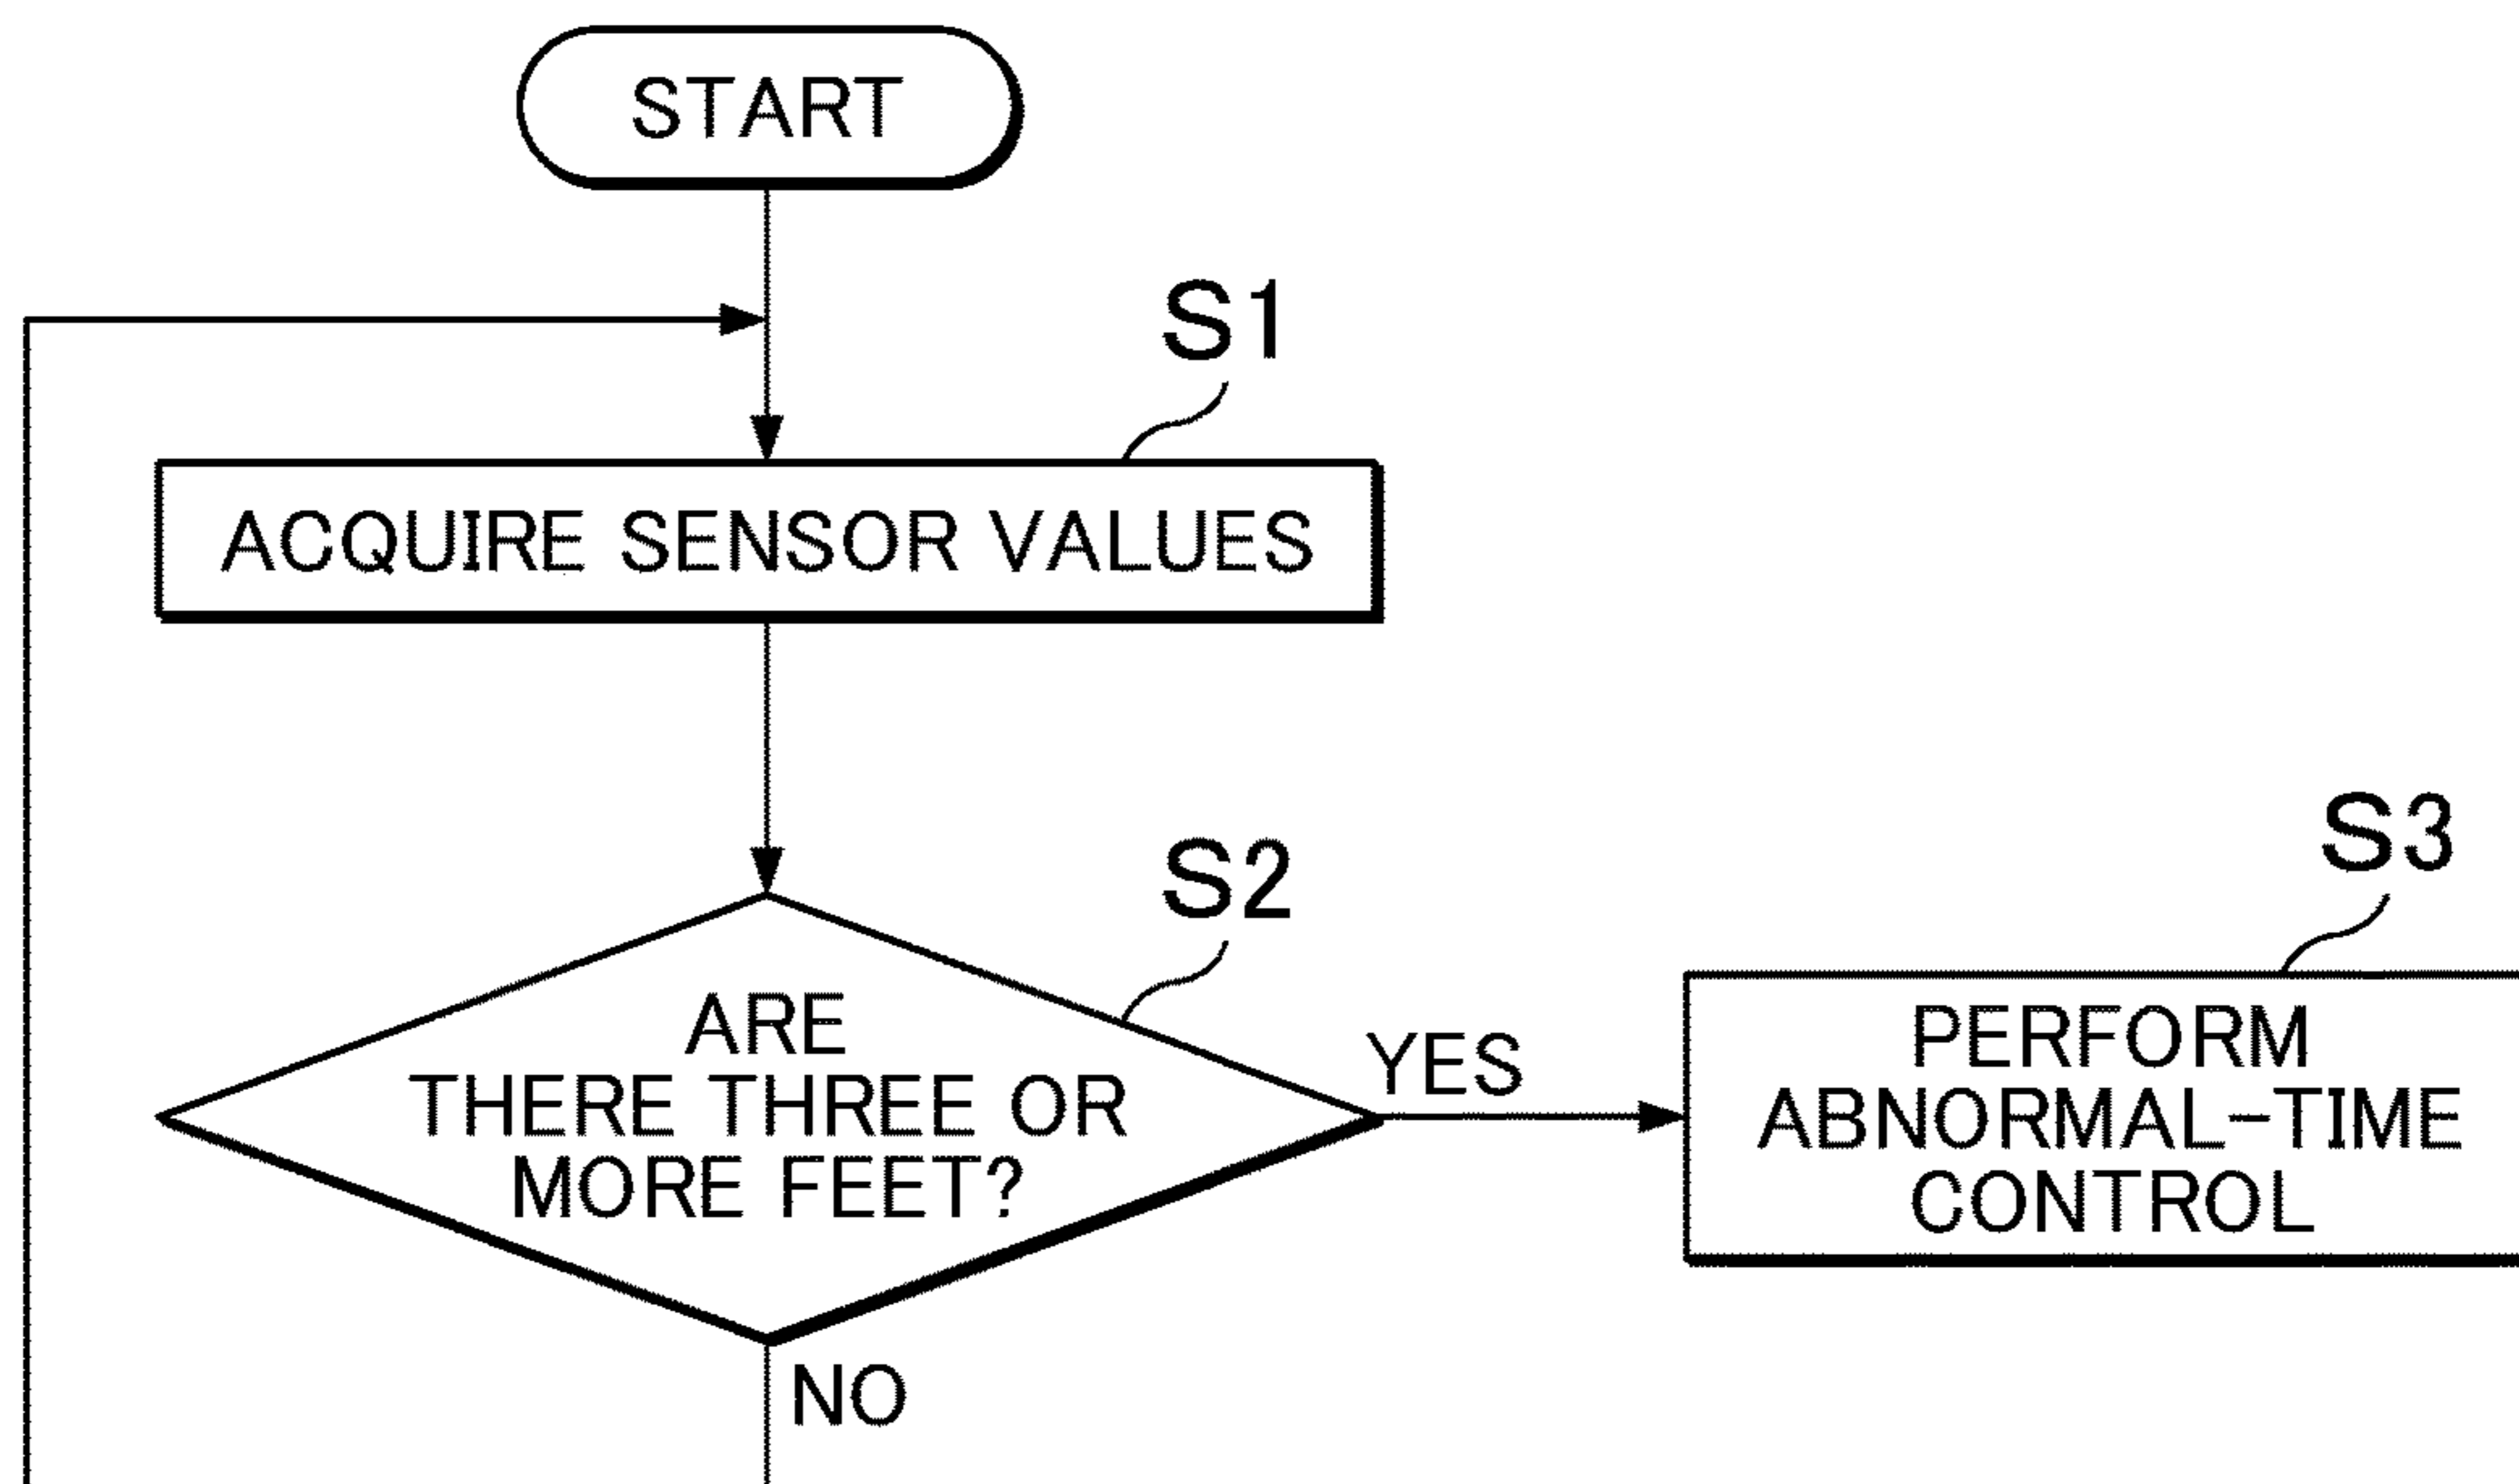 START
S1
ACQUIRE SENSOR VALUES
S2
ARE
THERE THREE OR
MORE FEET?
YES
NO
S3
PERFORM
ABNORMAL-TIME
CONTROL